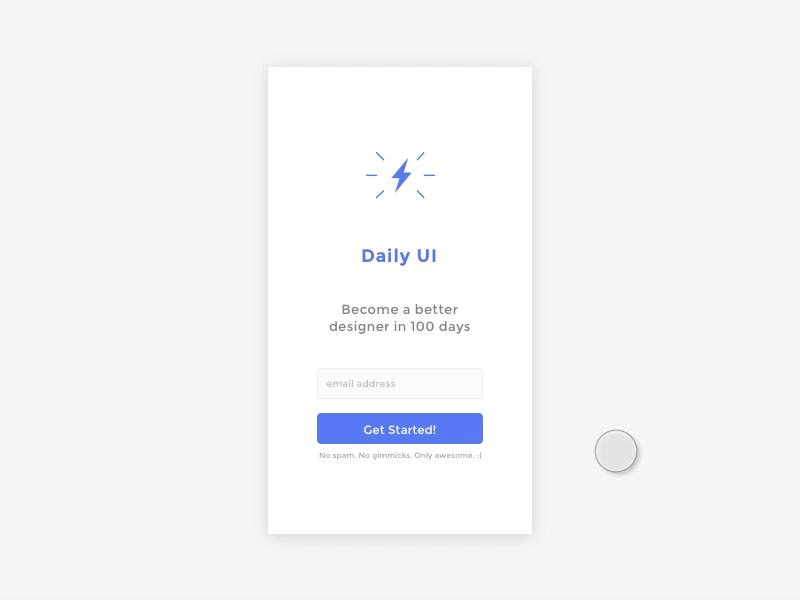 Daily UI
Become a better
designer in 100 days
email address
Get Started!
No spam. No gimmicks. Only awesome. :)